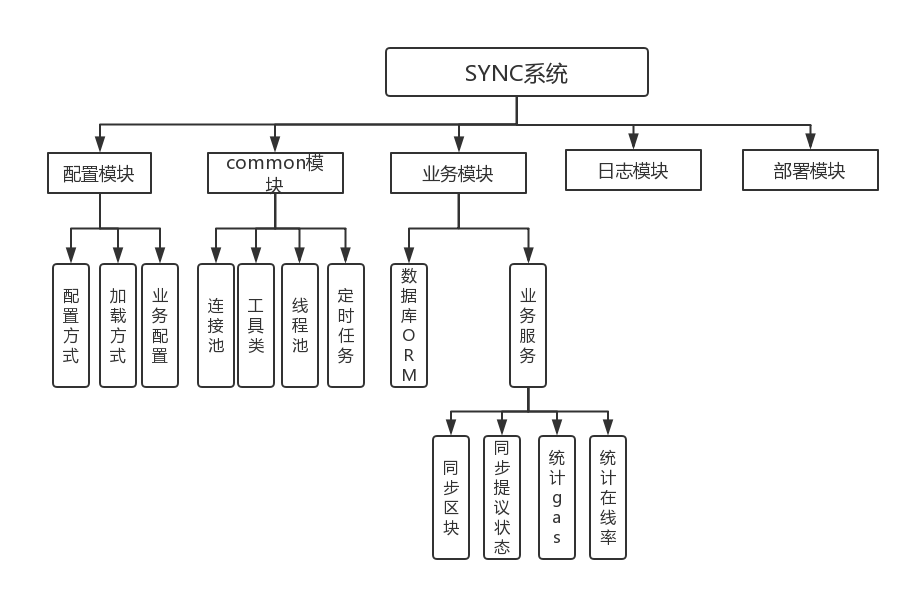 SYNC系统
配置模块
common模
块
业务模块
日志模块
部署模块
配置方式
加载方式
业务配置
连接池
工具类
线程池
定时任务
数据库ORM
业务服务
同步区块
同步提议状态
统计gas
统计在线率